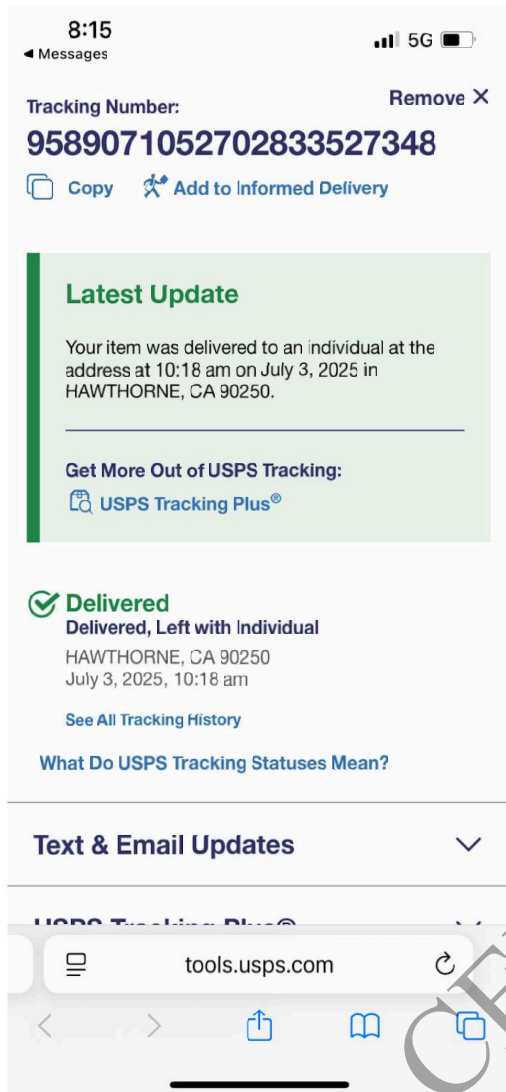 8:15
5G
Messages
Tracking Number:
Remove X
9589071052702833527348
Copy
Add to Informed Delivery
Latest Update
Your item was delivered to an individual at the
address at 10:18 am on July 3, 2025 in
HAWTHORNE, CA 90250.
Get More Out of USPS Tracking:
USPS Tracking Plus®
Delivered
Delivered, Left with Individual
HAWTHORNE, CA 90250
July 3, 2025, 10:18 am
See All Tracking History
What Do USPS Tracking Statuses Mean?
Text & Email Updates
USPS Tracking Plus®
tools.usps.com